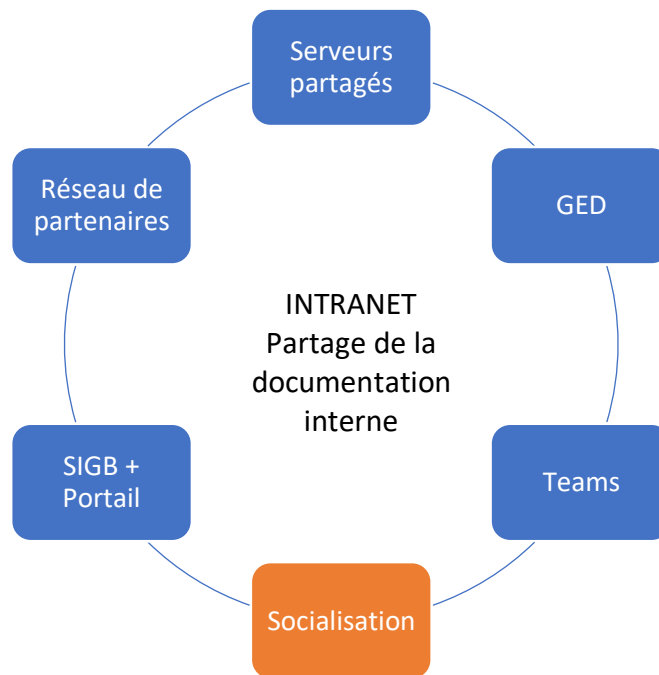 Serveurs
partagés
Réseau de
partenaires
GED
INTRANET
Partage de la
documentation
interne
SIGB +
Portail
Teams
Socialisation